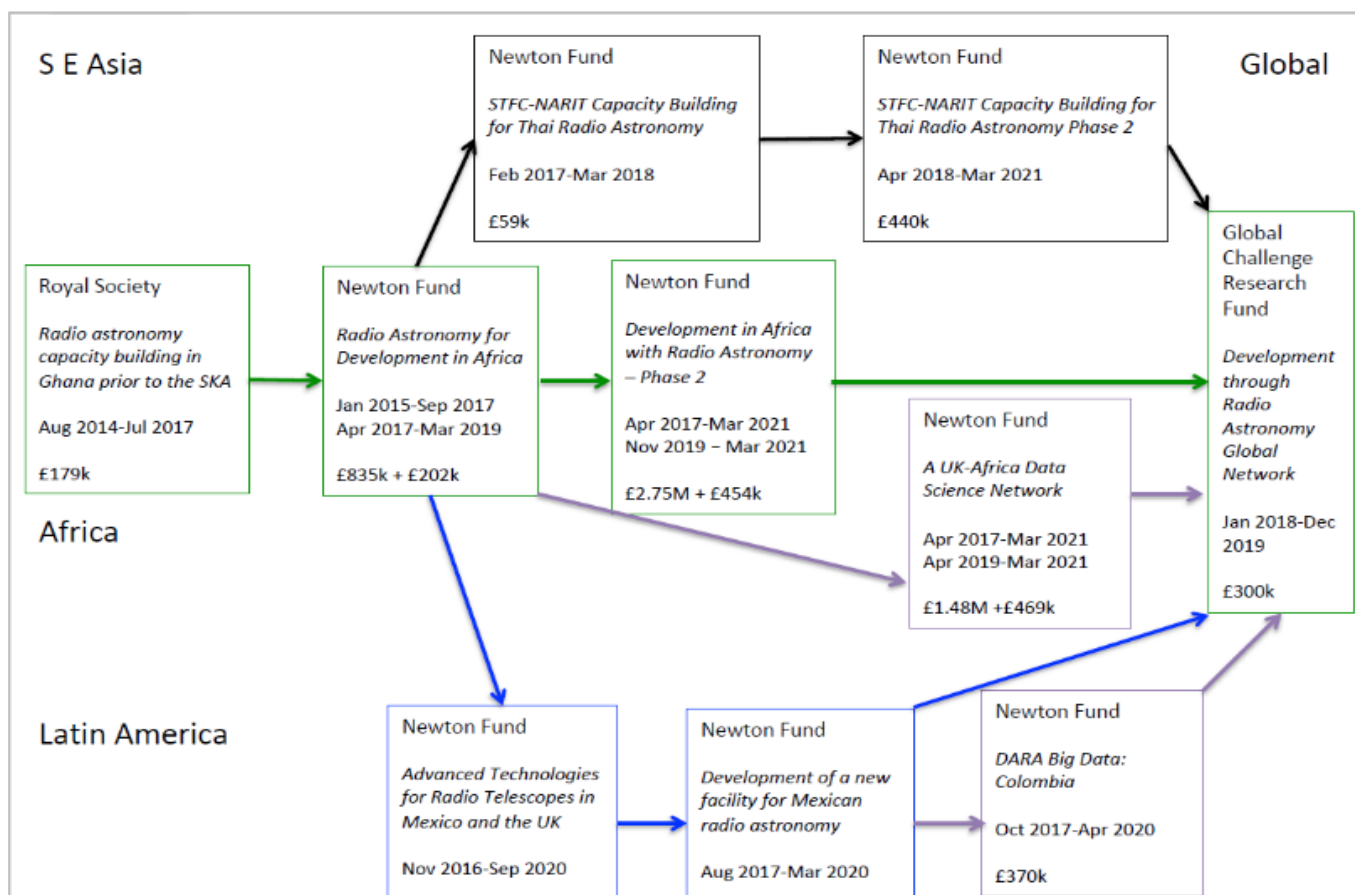 S E Asia
Global
Newton Fund
STFC-NARIT Capacity Building
for Thai Radio Astronomy
Feb 2017-Mar 2018
£59k
Newton Fund
STFC-NARIT Capacity Building for
Thai Radio Astronomy Phase 2
Apr 2018-Mar 2021
£440k
Royal Society
Radio astronomy
capacity building in
Ghana prior to the SKA
Aug 2014-Jul 2017
£179k
Newton Fund
Radio Astronomy for
Development in Africa
Jan 2015-Sep 2017
Apr 2017-Mar 2019
£835k + £202k
Newton Fund
Development in Africa
with Radio Astronomy
– Phase 2
Apr 2017-Mar 2021
Nov 2019 – Mar 2021
£2.75M + £454k
Newton Fund
A UK-Africa Data
Science Network
Apr 2017-Mar 2021
Apr 2019-Mar 2021
£1.48M +£469k
Global
Challenge
Research
Fund
Development
through
Radio
Astronomy
Global
Network
Jan 2018-Dec
2019
£300k
Africa
Latin America
Newton Fund
Advanced Technologies
for Radio Telescopes in
Mexico and the UK
Nov 2016-Sep 2020
Newton Fund
Development of a new
facility for Mexican
radio astronomy
Aug 2017-Mar 2020
Newton Fund
DARA Big Data:
Colombia
Oct 2017-Apr 2020
£370k